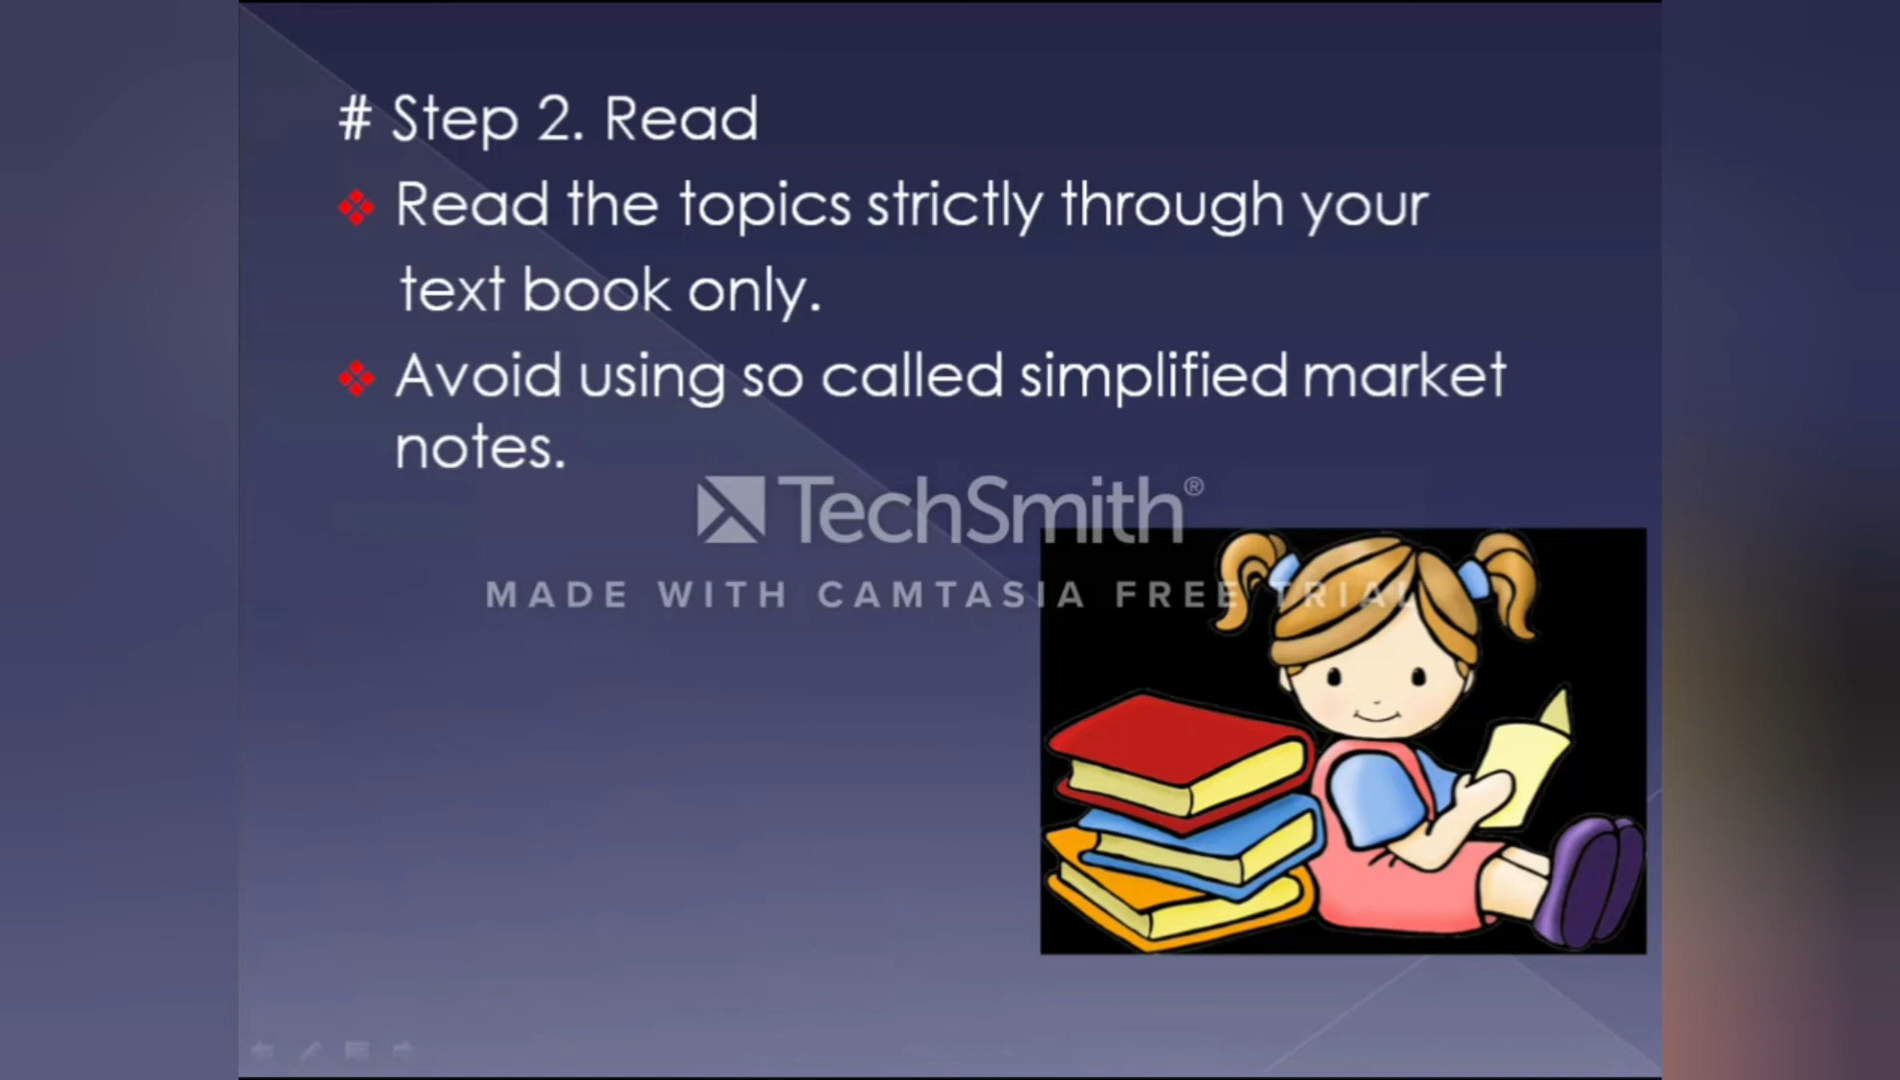 # Step 2. Read
❖ Read the topics strictly through your
text book only.
❖ Avoid using so called simplified market
notes.
TechSmith®
MADE WITH CAMTASIA FREE TRIAL